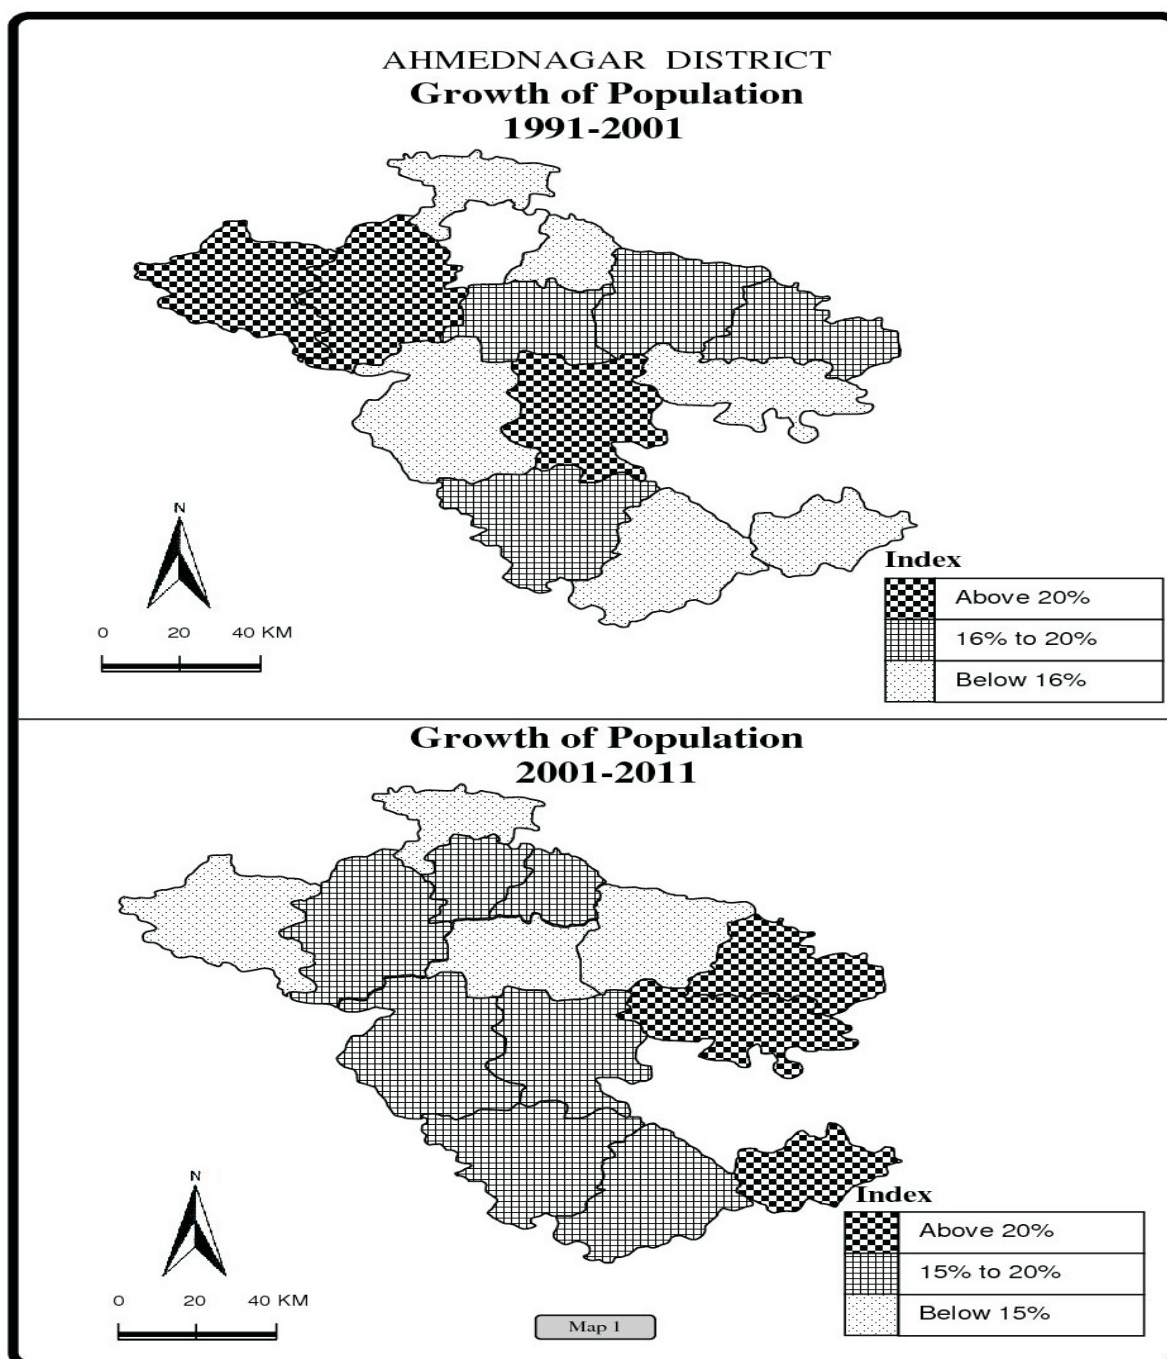 AHMEDNAGAR DISTRICT
Growth of Population
1991-2001
N
0 20 40 KM
Index
Above 20%
16% to 20%
Below 16%
Growth of Population
2001-2011
N
0 20 40 KM
Index
Above 20%
15% to 20%
Below 15%
Map 1